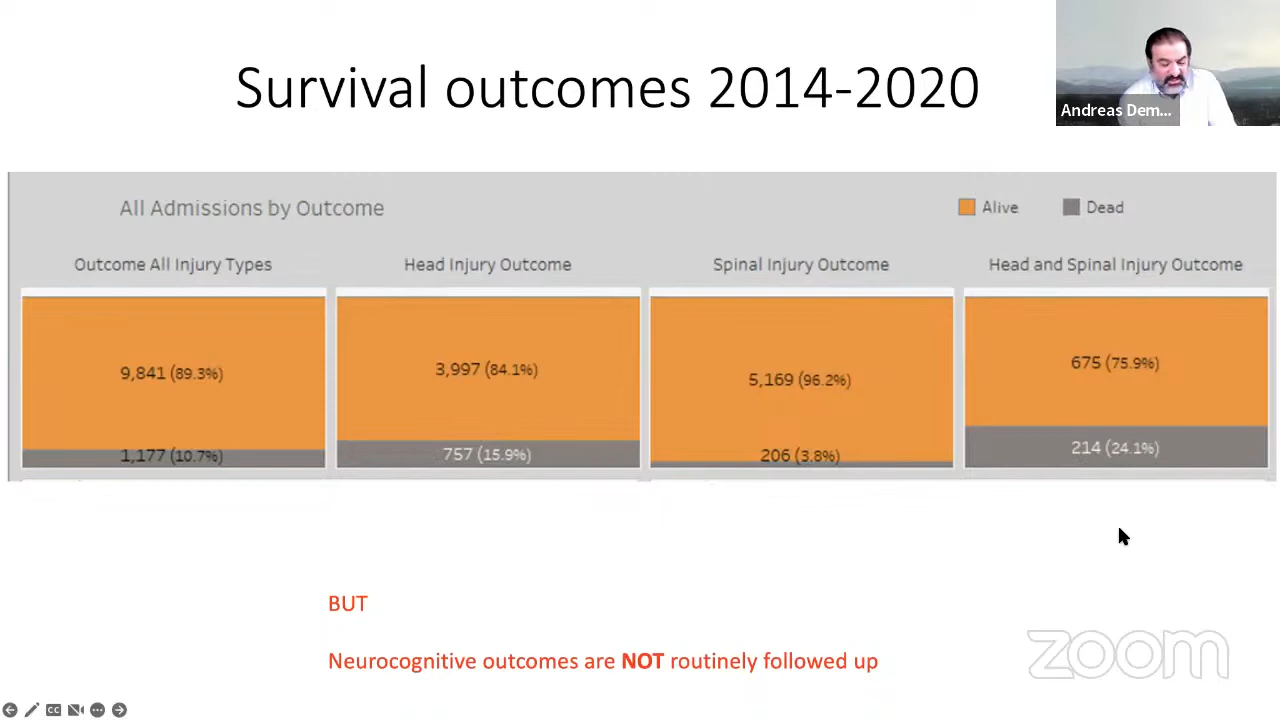 Survival outcomes 2014-2020
Andreas Dem...
All Admissions by Outcome
Alive
Dead
Outcome All Injury Types
Head Injury Outcome
Spinal Injury Outcome
Head and Spinal Injury Outcome
9,841 (89.3%)
3,997 (84.1%)
5,169 (96.2%)
675 (75.9%)
1,177 (10.7%)
757 (15.9%)
206 (3.8%)
214 (24.1%)
BUT
Neurocognitive outcomes are NOT routinely followed up
zoom
CC